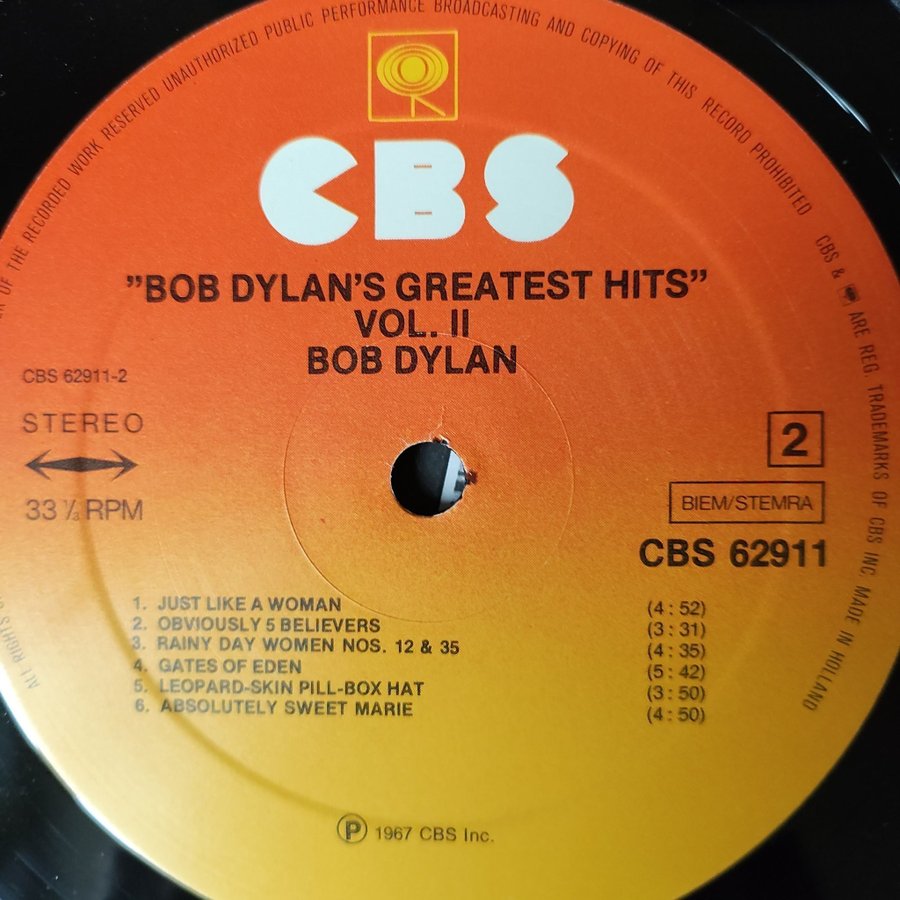 OF THE RECORDED WORK RESERVED UNAUTHORIZED PUBLIC PERFORMANCE BROADCASTING AND COPYING OF THIS RECORD PROHIBITED
CBS & ARE REG. TRADEMARKS OF CBS INC. MADE IN HOLLAND
CBS
"BOB DYLAN'S GREATEST HITS"
VOL. II
BOB DYLAN
CBS 62911-2
STEREO
33 ⅓ RPM
2
BIEM/STEMRA
CBS 62911
1. JUST LIKE A WOMAN (4 : 52)
2. OBVIOUSLY 5 BELIEVERS (3 : 31)
3. RAINY DAY WOMEN NOS. 12 & 35 (4 : 35)
4. GATES OF EDEN (5 : 42)
5. LEOPARD-SKIN PILL-BOX HAT (3 : 50)
6. ABSOLUTELY SWEET MARIE (4 : 50)
ALL RIGHTS
Ⓟ 1967 CBS Inc.